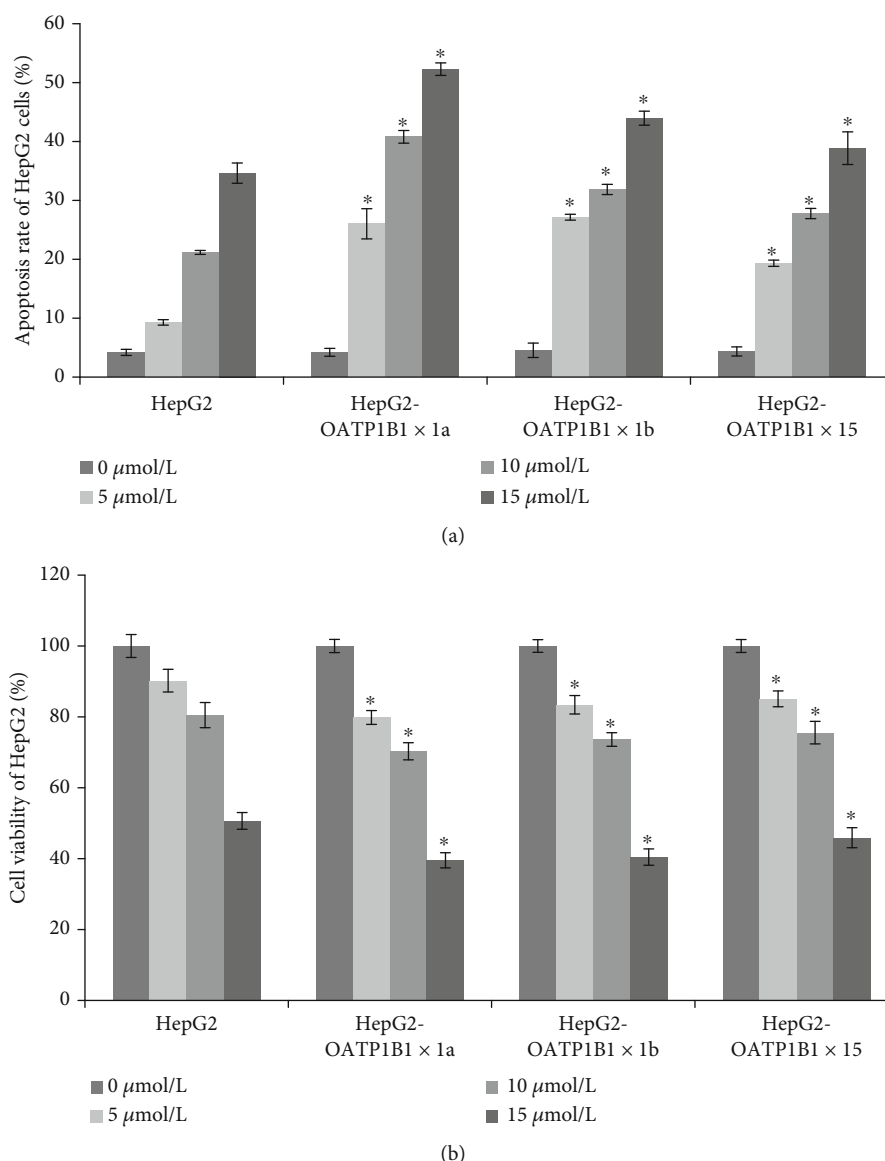 60
50
40
30
20
10
0
Apoptosis rate of HepG2 cells (%)
* * * * * * * * *
HepG2
HepG2-
OATP1B1 × 1a
HepG2-
OATP1B1 × 1b
HepG2-
OATP1B1 × 15
0 μmol/L
5 μmol/L
10 μmol/L
15 μmol/L
(a)
120
100
80
60
40
20
0
Cell viability of HepG2 (%)
* * * * * * * * *
HepG2
HepG2-
OATP1B1 × 1a
HepG2-
OATP1B1 × 1b
HepG2-
OATP1B1 × 15
0 μmol/L
5 μmol/L
10 μmol/L
15 μmol/L
(b)